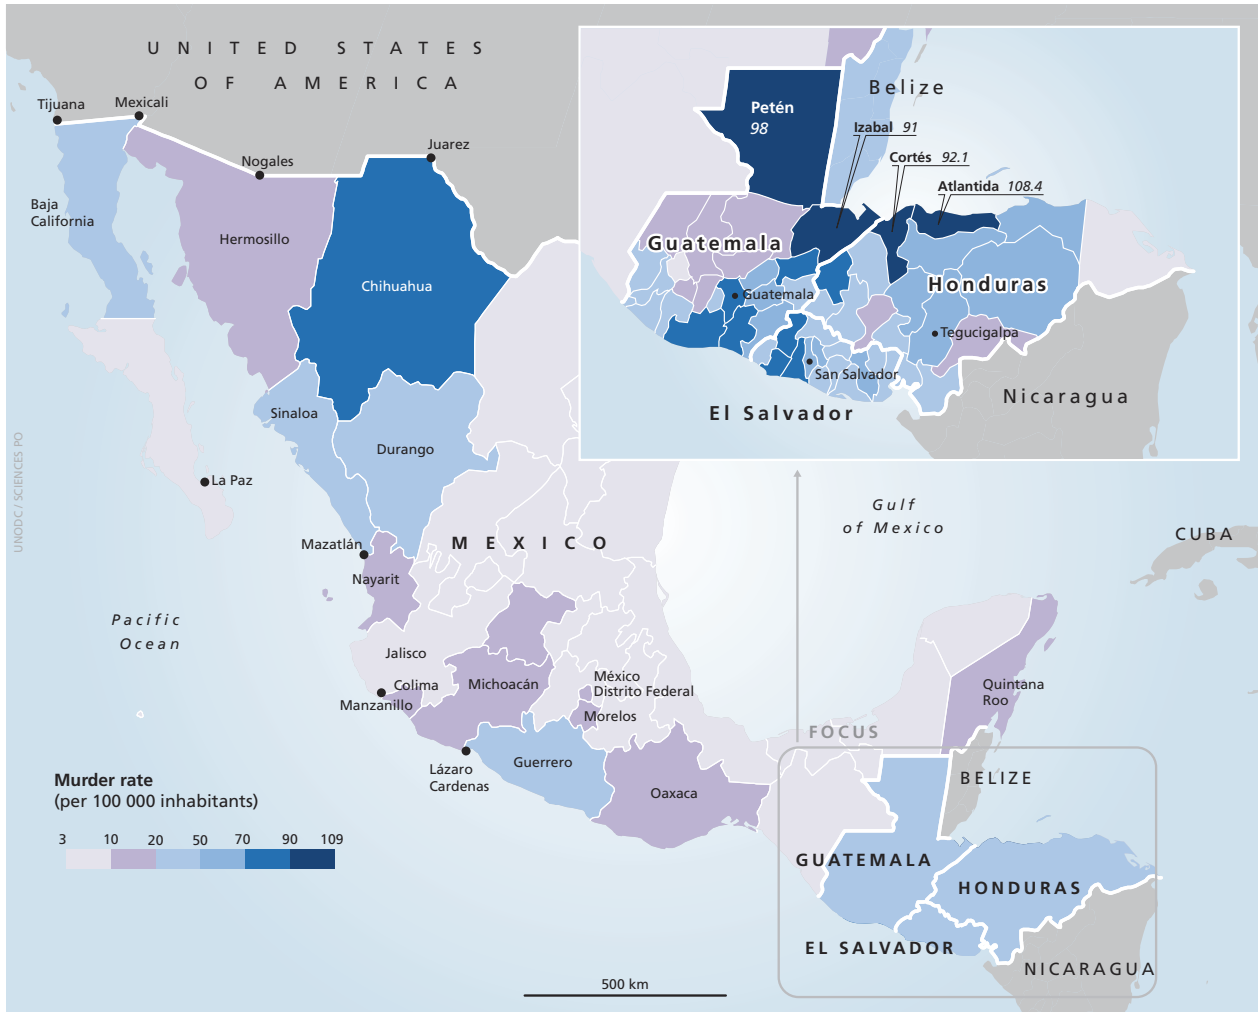 UNITED STATES
OF AMERICA
Tijuana
Mexicali
Nogales
Juarez
Baja
California
Hermosillo
Chihuahua
Sinaloa
Durango
La Paz
Mazatlán
Nayarit
MEXICO
Pacific
Ocean
Jalisco
Colima
Manzanillo
Michoacán
México
Distrito Federal
Morelos
Lázaro
Cardenas
Guerrero
Oaxaca
Quintana
Roo
Gulf
of Mexico
CUBA
FOCUS
BELIZE
GUATEMALA
HONDURAS
EL SALVADOR
NICARAGUA
Petén
98
Belize
Izabal 91
Cortés 92.1
Atlantida 108.4
Guatemala
Guatemala
Honduras
Tegucigalpa
San Salvador
El Salvador
Nicaragua
Murder rate
(per 100 000 inhabitants)
3 10 20 50 70 90 109
500 km
UNODC / SCIENCES PO